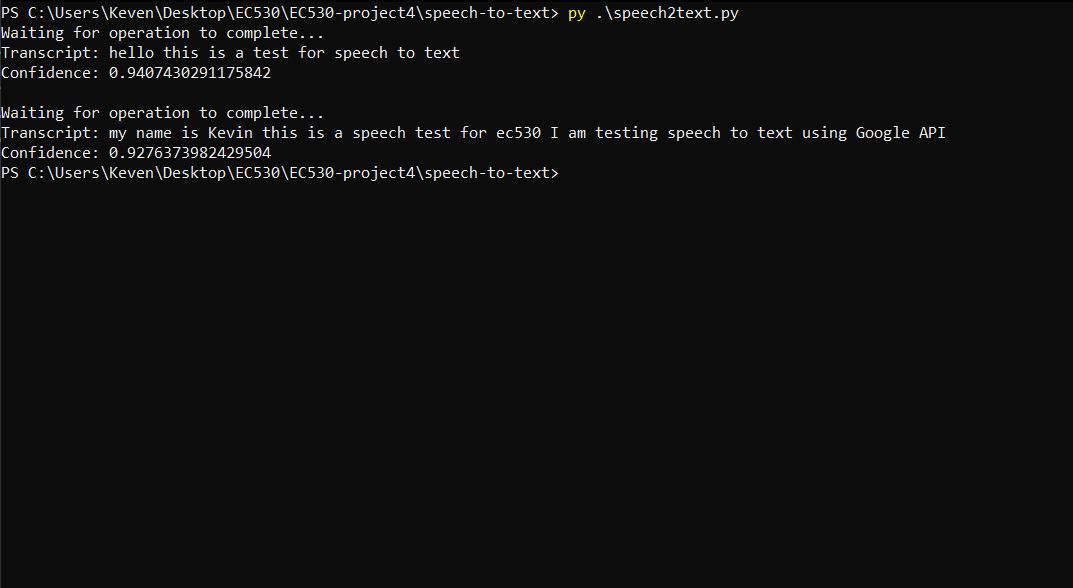 PS C:\Users\Keven\Desktop\EC530\EC530-project4\speech-to-text> py .\speech2text.py
Waiting for operation to complete...
Transcript: hello this is a test for speech to text
Confidence: 0.9407430291175842
Waiting for operation to complete...
Transcript: my name is Kevin this is a speech test for ec530 I am testing speech to text using Google API
Confidence: 0.9276373982429504
PS C:\Users\Keven\Desktop\EC530\EC530-project4\speech-to-text>